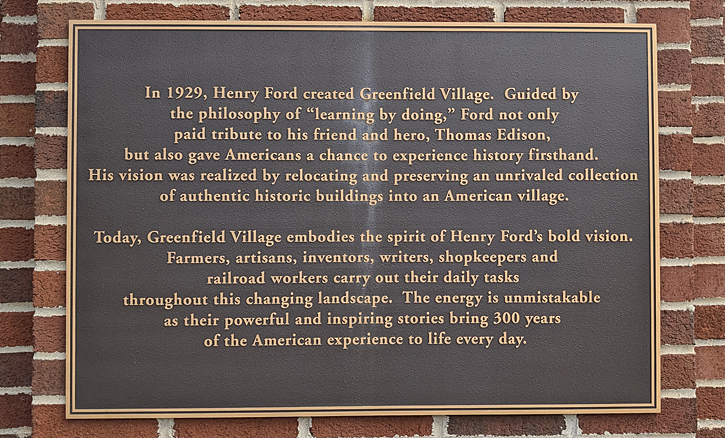 In 1929, Henry Ford created Greenfield Village. Guided by
the philosophy of “learning by doing,” Ford not only
paid tribute to his friend and hero, Thomas Edison,
but also gave Americans a chance to experience history firsthand.
His vision was realized by relocating and preserving an unrivaled collection
of authentic historic buildings into an American village.
Today, Greenfield Village embodies the spirit of Henry Ford’s bold vision.
Farmers, artisans, inventors, writers, shopkeepers and
railroad workers carry out their daily tasks
throughout this changing landscape. The energy is unmistakable
as their powerful and inspiring stories bring 300 years
of the American experience to life every day.